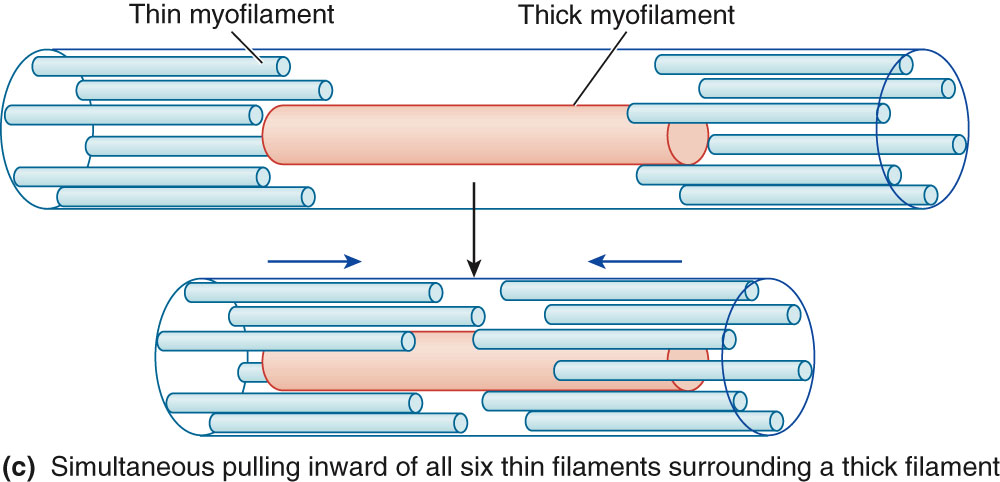 Thin myofilament
Thick myofilament
(c) Simultaneous pulling inward of all six thin filaments surrounding a thick filament